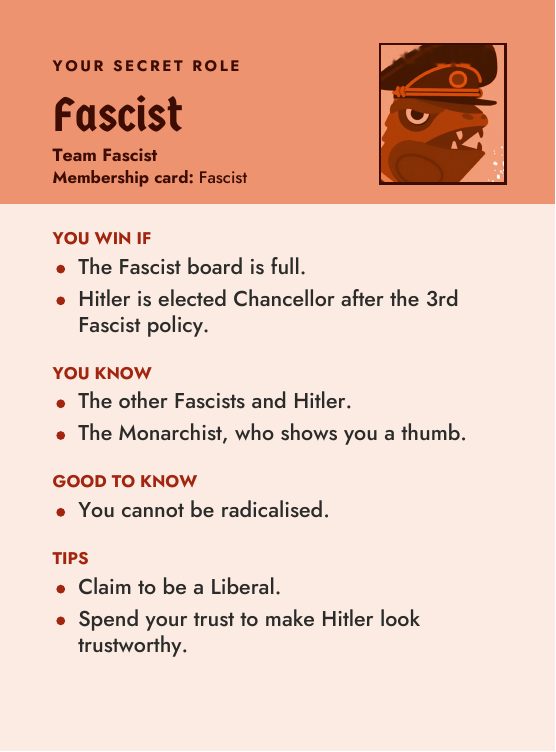 YOUR SECRET ROLE
Fascist
Team Fascist
Membership card: Fascist
YOU WIN IF
• The Fascist board is full.
• Hitler is elected Chancellor after the 3rd
Fascist policy.
YOU KNOW
• The other Fascists and Hitler.
• The Monarchist, who shows you a thumb.
GOOD TO KNOW
• You cannot be radicalised.
TIPS
• Claim to be a Liberal.
• Spend your trust to make Hitler look
trustworthy.